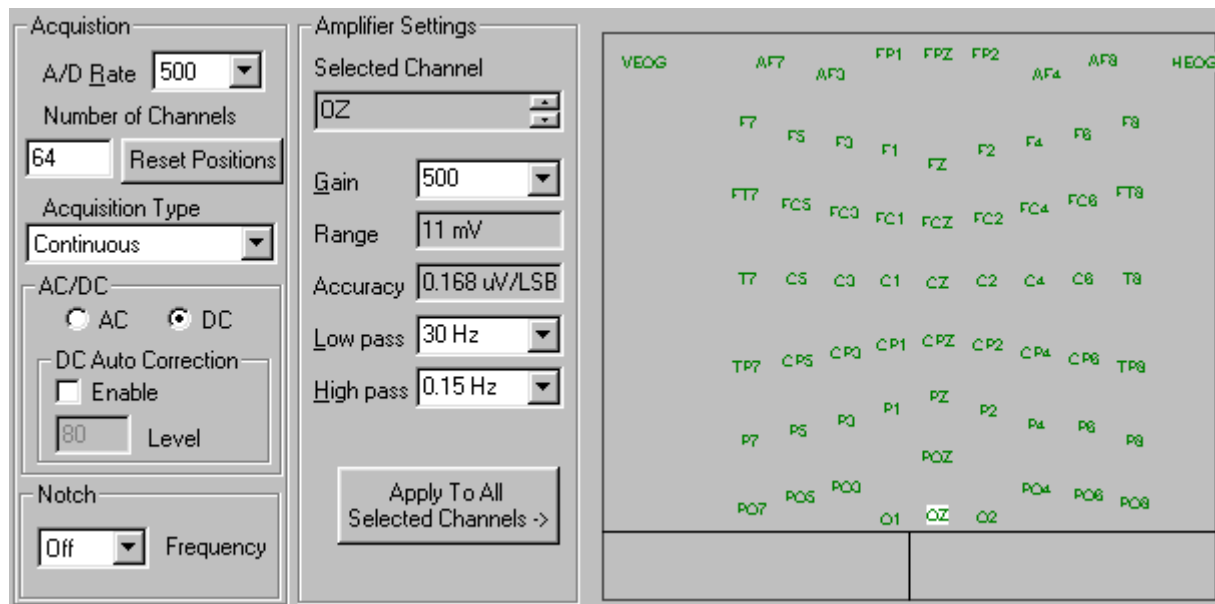 Acquistion
A/D Rate 500
Number of Channels
64 Reset Positions
Acquisition Type
Continuous
AC/DC
AC DC
DC Auto Correction
Enable
80 Level
Notch
Off Frequency
Amplifier Settings
Selected Channel
OZ
Gain 500
Range 11 mV
Accuracy 0.168 uV/LSB
Low pass 30 Hz
High pass 0.15 Hz
Apply To All
Selected Channels ->
VEOG AF7 AF3 FP1 FPZ FP2 AF4 AF8 HEOG
F7 F5 F3 F1 FZ F2 F4 F6 F8
FT7 FC5 FC3 FC1 FCZ FC2 FC4 FC6 FT8
T7 C5 C3 C1 CZ C2 C4 C6 T8
TP7 CP5 CP3 CP1 CPZ CP2 CP4 CP6 TP8
P7 P5 P3 P1 PZ P2 P4 P6 P8
POZ
PO7 PO5 PO3 PO4 PO6 PO8
O1 OZ O2